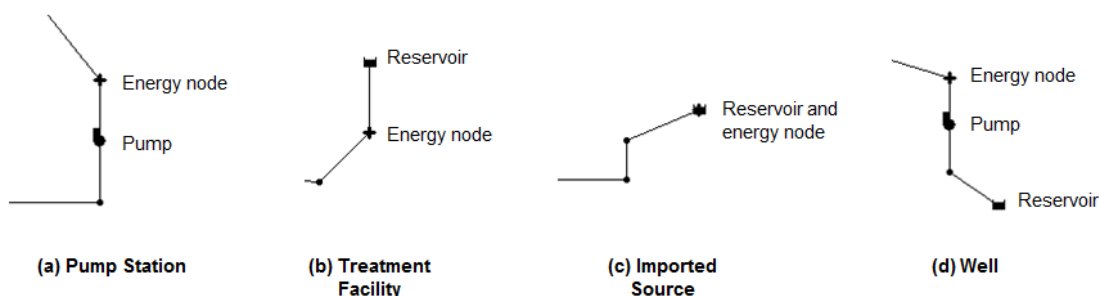 Energy node
Pump
(a) Pump Station
Reservoir
Energy node
(b) Treatment
Facility
Reservoir and
energy node
(c) Imported
Source
Energy node
Pump
Reservoir
(d) Well